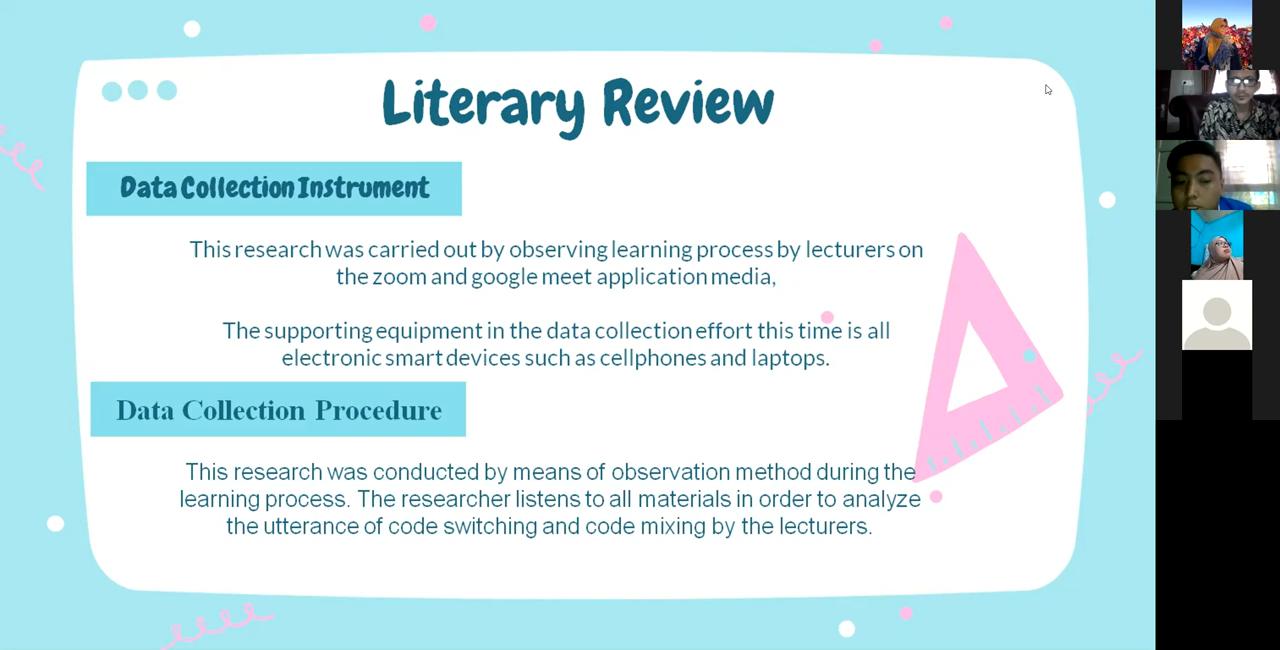 Literary Review
Data Collection Instrument
This research was carried out by observing learning process by lecturers on
the zoom and google meet application media,
The supporting equipment in the data collection effort this time is all
electronic smart devices such as cellphones and laptops.
Data Collection Procedure
This research was conducted by means of observation method during the
learning process. The researcher listens to all materials in order to analyze
the utterance of code switching and code mixing by the lecturers.